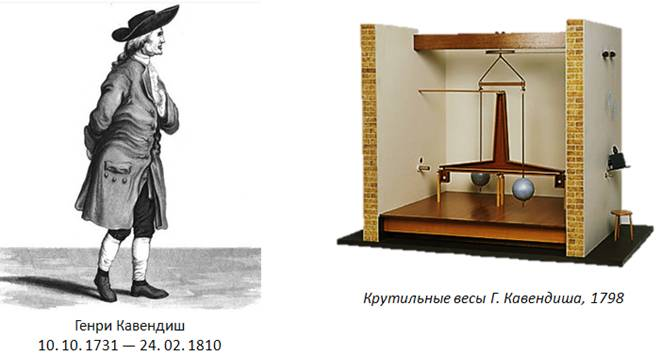 Генри Кавендиш
10. 10. 1731 — 24. 02. 1810
Крутильные весы Г. Кавендиша, 1798